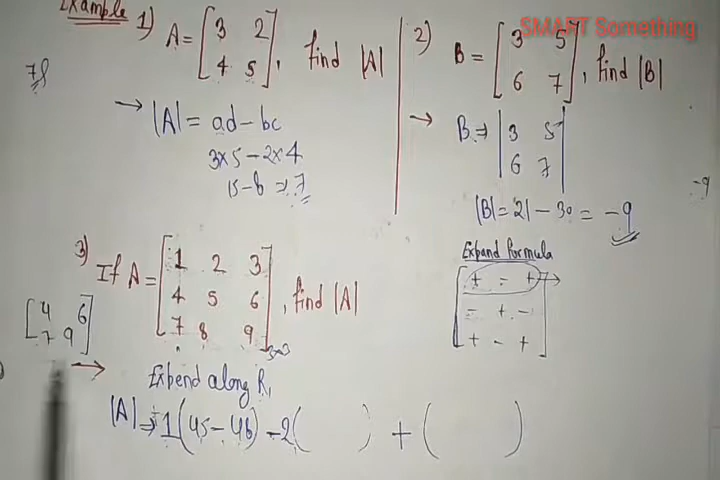 SMART Something
Example 1) A = [3 2
4 5], find |A|
→ |A| = ad - bc
3×5 - 2×4
15-8 = 7
2) B = [3 5
6 7], find |B|
→ B ⇒ |3 5
6 7|
|B| = 21 - 30 = -9
-9
3) If A = [1 2 3
4 5 6
7 8 9]3×3, find |A|
[4 6
7 9]
Expand formula
[+ - +
- + -
+ - +]
→ Expend along R1
|A| ⇒ +1(45 - 48) - 2( ) + ( )